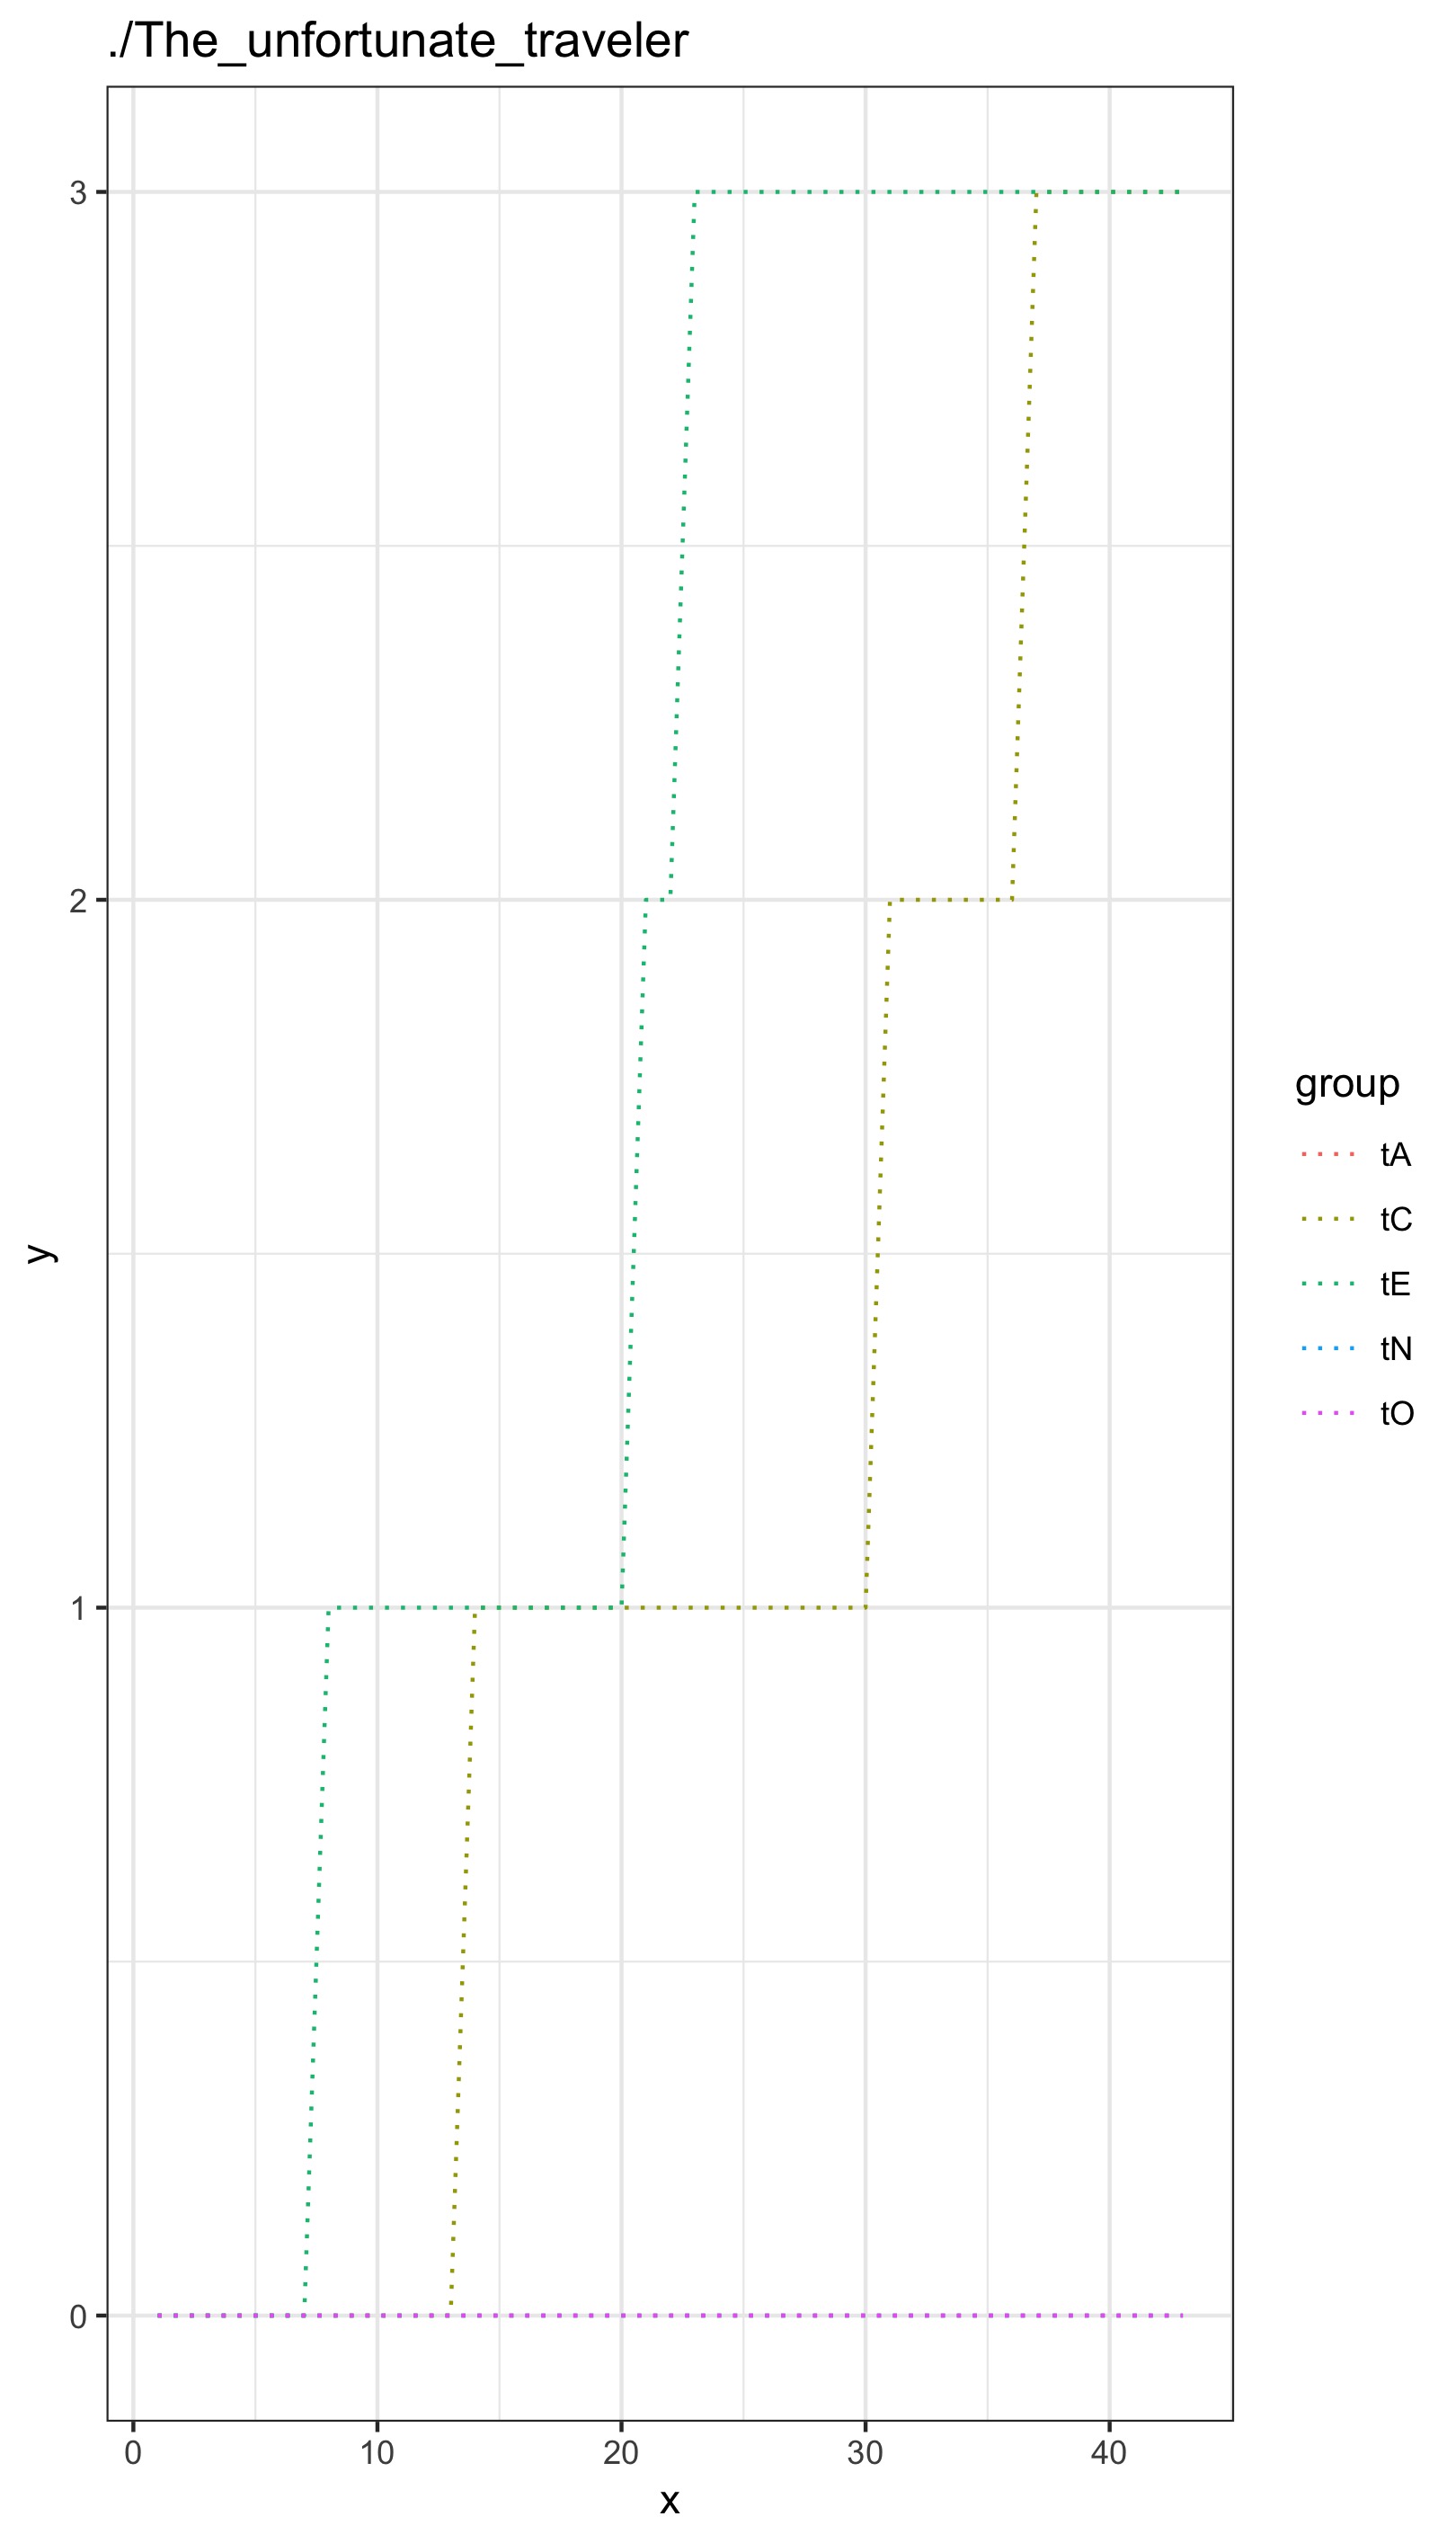 ./The_unfortunate_traveler
3
2
1
0
y
0 10 20 30 40
x
group
tA
tC
tE
tN
tO